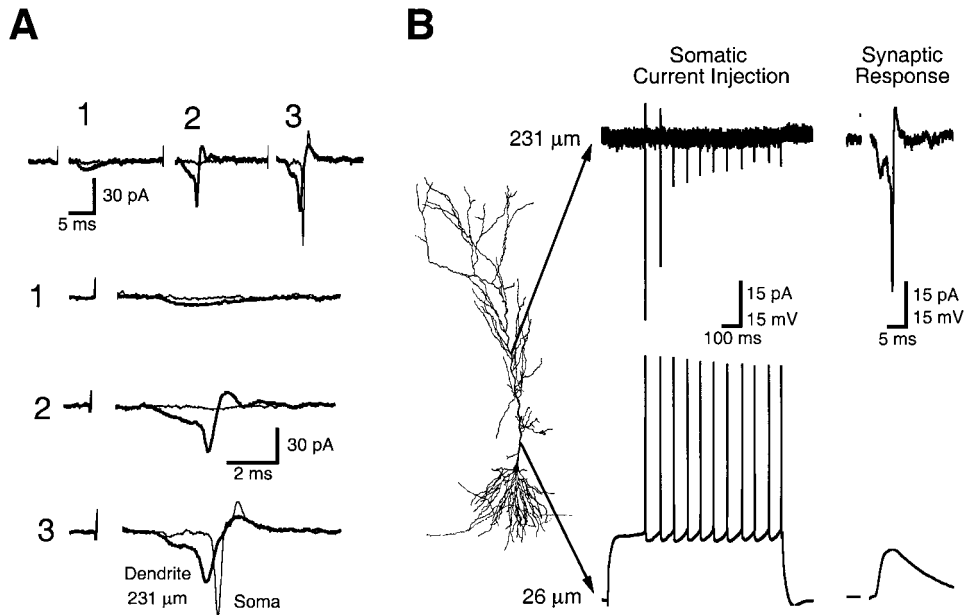 A
1
2
3
30 pA
5 ms
1
2
30 pA
2 ms
3
Dendrite
231 μm
Soma
B
Somatic
Current Injection
Synaptic
Response
231 μm
15 pA
15 mV
100 ms
15 pA
15 mV
5 ms
26 μm